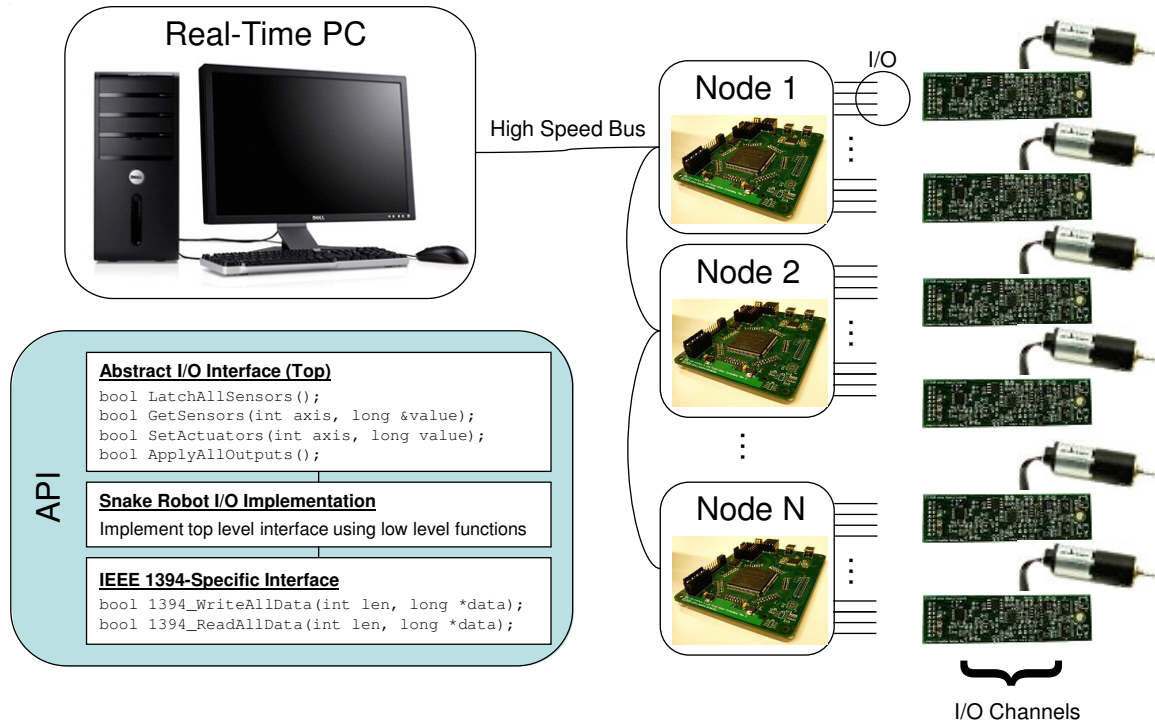 Real-Time PC
High Speed Bus
Node 1
I/O
⋮
Node 2
⋮
⋮
Node N
⋮
I/O Channels
DELL
DELL
API
Abstract I/O Interface (Top)
bool LatchAllSensors();
bool GetSensors(int axis, long &value);
bool SetActuators(int axis, long value);
bool ApplyAllOutputs();
Snake Robot I/O Implementation
Implement top level interface using low level functions
IEEE 1394-Specific Interface
bool 1394_WriteAllData(int len, long *data);
bool 1394_ReadAllData(int len, long *data);